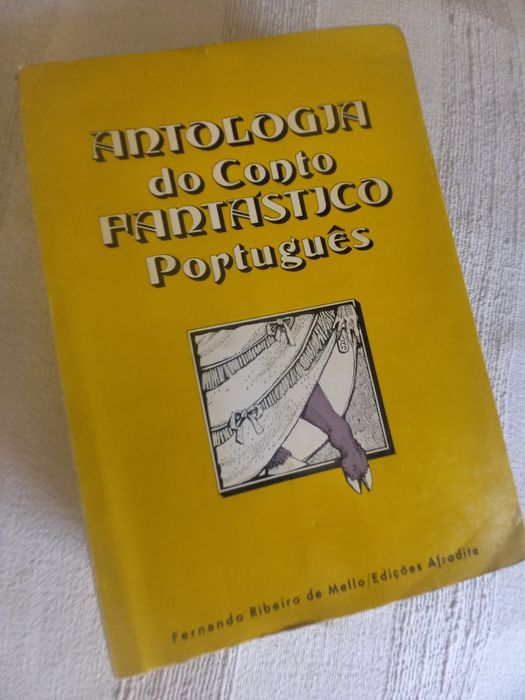 ANTOLOGIA
do Conto
FANTÁSTICO
Português
Fernando Ribeiro de Mello/Edições Afrodite